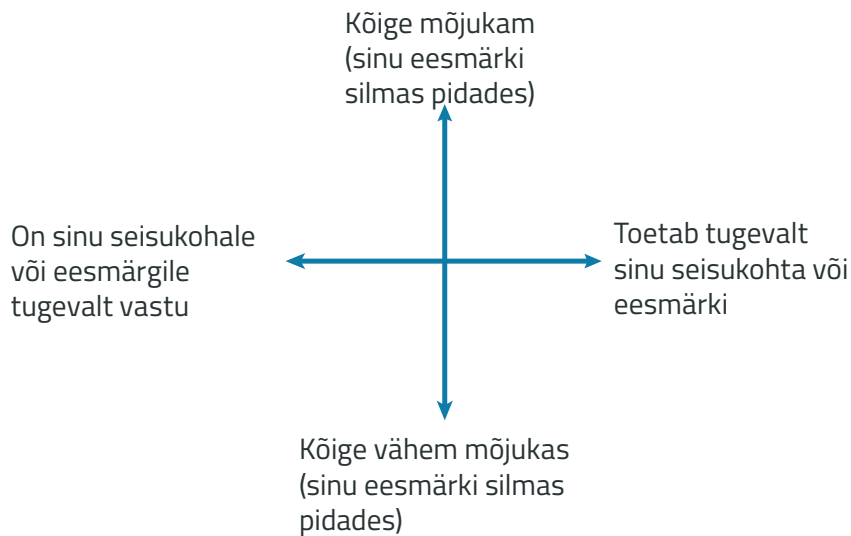 Kõige mõjukam
(sinu eesmärki
silmas pidades)
On sinu seisukohale
või eesmärgile
tugevalt vastu
Toetab tugevalt
sinu seisukohta või
eesmärki
Kõige vähem mõjukas
(sinu eesmärki silmas
pidades)